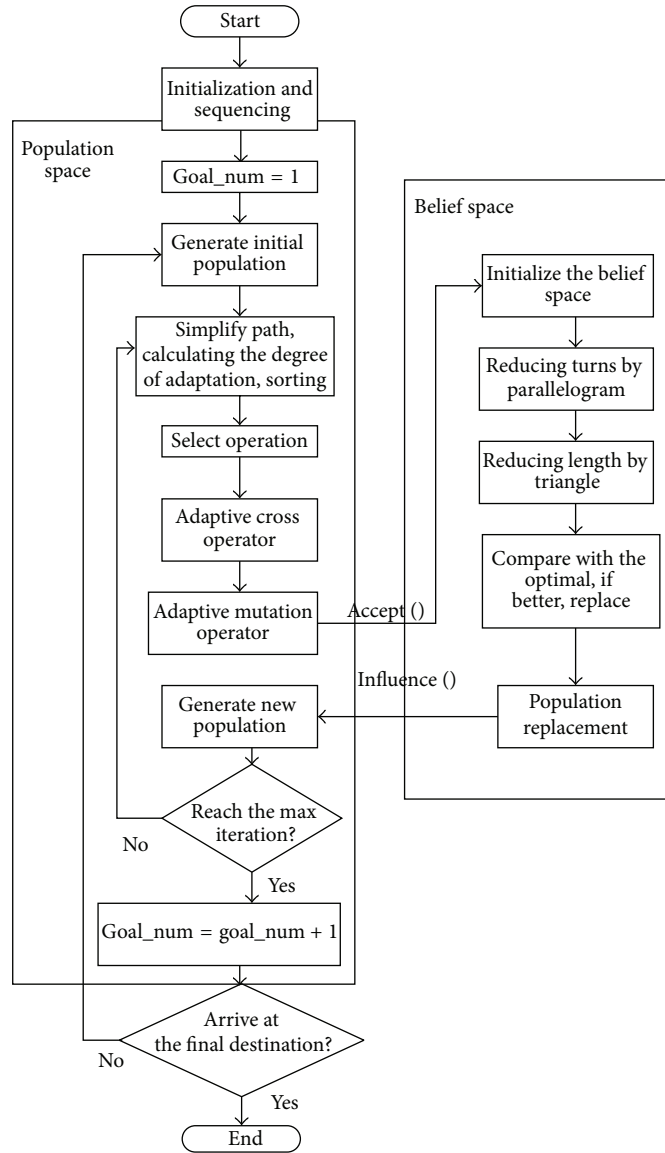 Start
Initialization and
sequencing
Population
space
Goal_num = 1
Generate initial
population
Simplify path,
calculating the degree
of adaptation, sorting
Select operation
Adaptive cross
operator
Adaptive mutation
operator
Accept ()
Belief space
Initialize the belief
space
Reducing turns by
parallelogram
Reducing length by
triangle
Compare with the
optimal, if
better, replace
Population
replacement
Influence ()
Generate new
population
Reach the max
iteration?
No
Yes
Goal_num = goal_num + 1
Arrive at
the final destination?
No
Yes
End